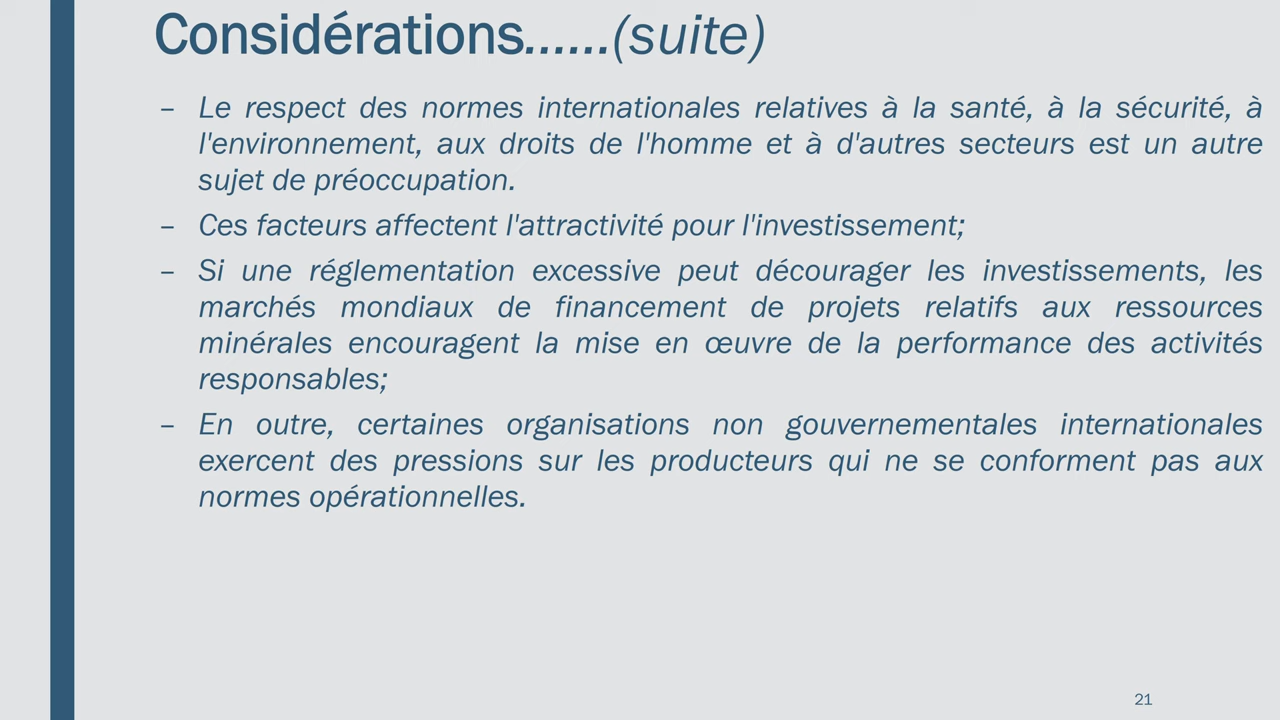 Considérations......(suite)
– Le respect des normes internationales relatives à la santé, à la sécurité, à
l'environnement, aux droits de l'homme et à d'autres secteurs est un autre
sujet de préoccupation.
– Ces facteurs affectent l'attractivité pour l'investissement;
– Si une réglementation excessive peut décourager les investissements, les
marchés mondiaux de financement de projets relatifs aux ressources
minérales encouragent la mise en œuvre de la performance des activités
responsables;
– En outre, certaines organisations non gouvernementales internationales
exercent des pressions sur les producteurs qui ne se conforment pas aux
normes opérationnelles.
21